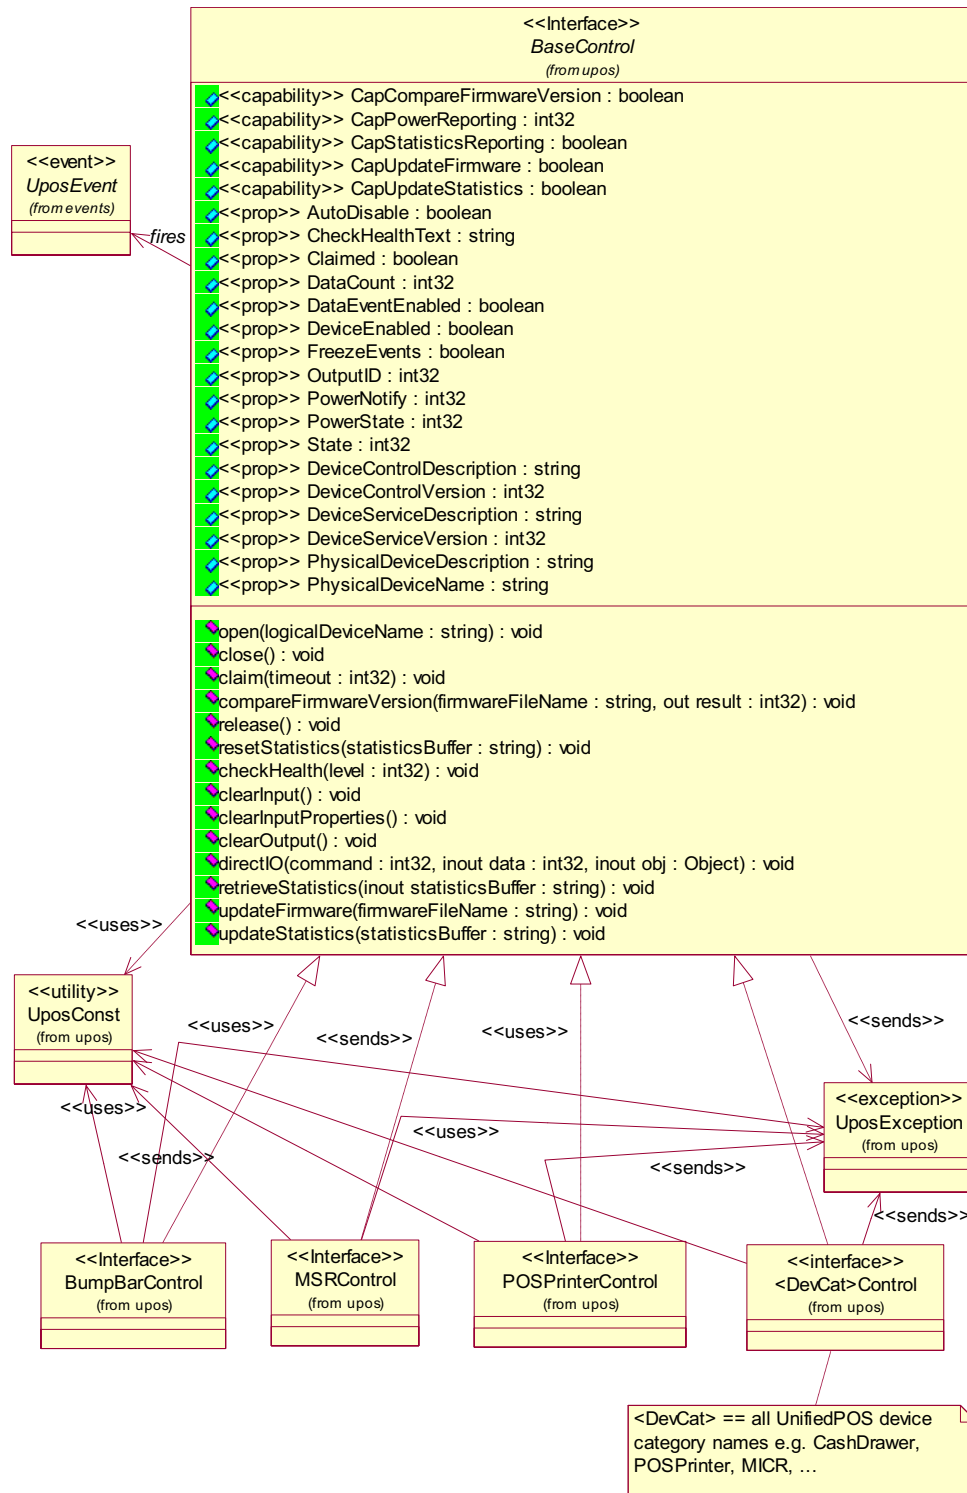 <<Interface>>
BaseControl
(from upos)
<<capability>> CapCompareFirmwareVersion : boolean
<<capability>> CapPowerReporting : int32
<<capability>> CapStatisticsReporting : boolean
<<capability>> CapUpdateFirmware : boolean
<<capability>> CapUpdateStatistics : boolean
<<prop>> AutoDisable : boolean
<<prop>> CheckHealthText : string
<<prop>> Claimed : boolean
<<prop>> DataCount : int32
<<prop>> DataEventEnabled : boolean
<<prop>> DeviceEnabled : boolean
<<prop>> FreezeEvents : boolean
<<prop>> OutputID : int32
<<prop>> PowerNotify : int32
<<prop>> PowerState : int32
<<prop>> State : int32
<<prop>> DeviceControlDescription : string
<<prop>> DeviceControlVersion : int32
<<prop>> DeviceServiceDescription : string
<<prop>> DeviceServiceVersion : int32
<<prop>> PhysicalDeviceDescription : string
<<prop>> PhysicalDeviceName : string
open(logicalDeviceName : string) : void
close() : void
claim(timeout : int32) : void
compareFirmwareVersion(firmwareFileName : string, out result : int32) : void
release() : void
resetStatistics(statisticsBuffer : string) : void
checkHealth(level : int32) : void
clearInput() : void
clearInputProperties() : void
clearOutput() : void
directIO(command : int32, inout data : int32, inout obj : Object) : void
retrieveStatistics(inout statisticsBuffer : string) : void
updateFirmware(firmwareFileName : string) : void
updateStatistics(statisticsBuffer : string) : void
<<event>>
UposEvent
(from events)
fires
<<uses>>
<<utility>>
UposConst
(from upos)
<<uses>>
<<sends>>
<<uses>>
<<sends>>
<<uses>>
<<sends>>
<<uses>>
<<sends>>
<<sends>>
<<exception>>
UposException
(from upos)
<<Interface>>
BumpBarControl
(from upos)
<<Interface>>
MSRControl
(from upos)
<<Interface>>
POSPrinterControl
(from upos)
<<interface>>
<DevCat>Control
(from upos)
<DevCat> == all UnifiedPOS device
category names e.g. CashDrawer,
POSPrinter, MICR, …